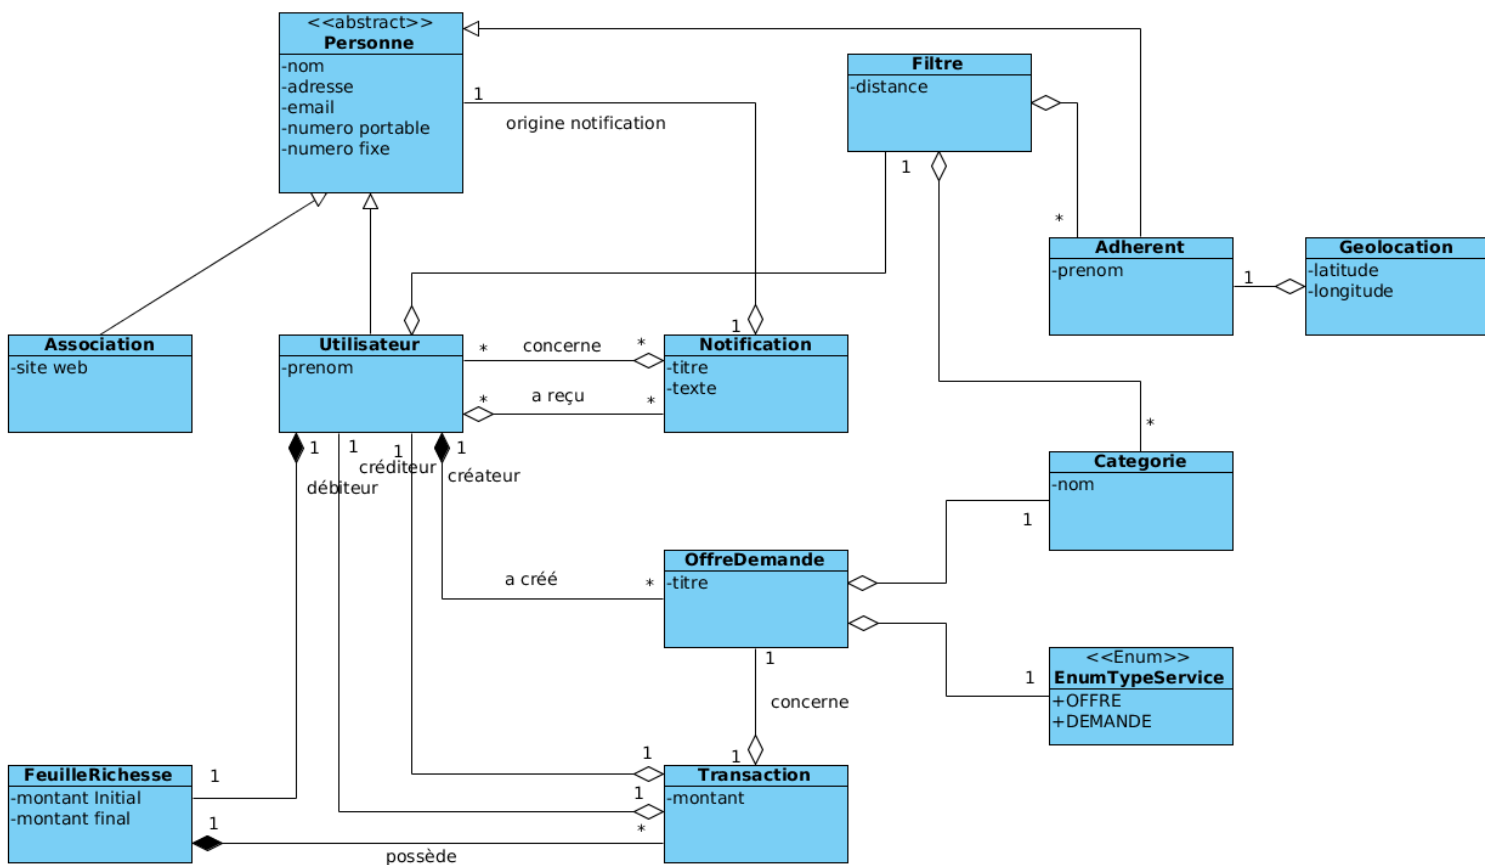 <<abstract>>
Personne
-nom
-adresse
-email
-numero portable
-numero fixe
1
origine notification
Filtre
-distance
1
*
Adherent
-prenom
1
Geolocation
-latitude
-longitude
Association
-site web
Utilisateur
-prenom
*
concerne
*
*
a reçu
*
1
Notification
-titre
-texte
1
débiteur
1
créditeur
1
1
créateur
*
Categorie
-nom
1
a créé
*
OffreDemande
-titre
1
concerne
1
1
<<Enum>>
EnumTypeService
+OFFRE
+DEMANDE
FeuilleRichesse
-montant Initial
-montant final
1
1
possède
1
1
*
Transaction
-montant